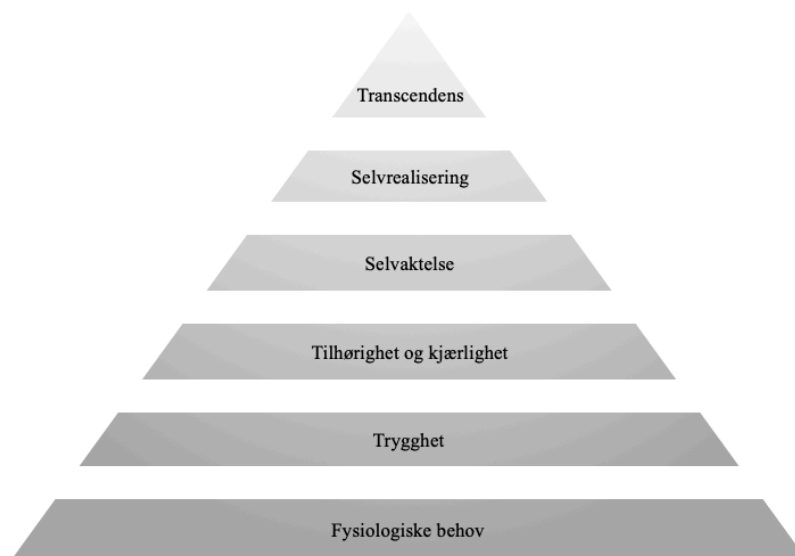 Transcendens
Selvrealisering
Selvaktelse
Tilhørighet og kjærlighet
Trygghet
Fysiologiske behov